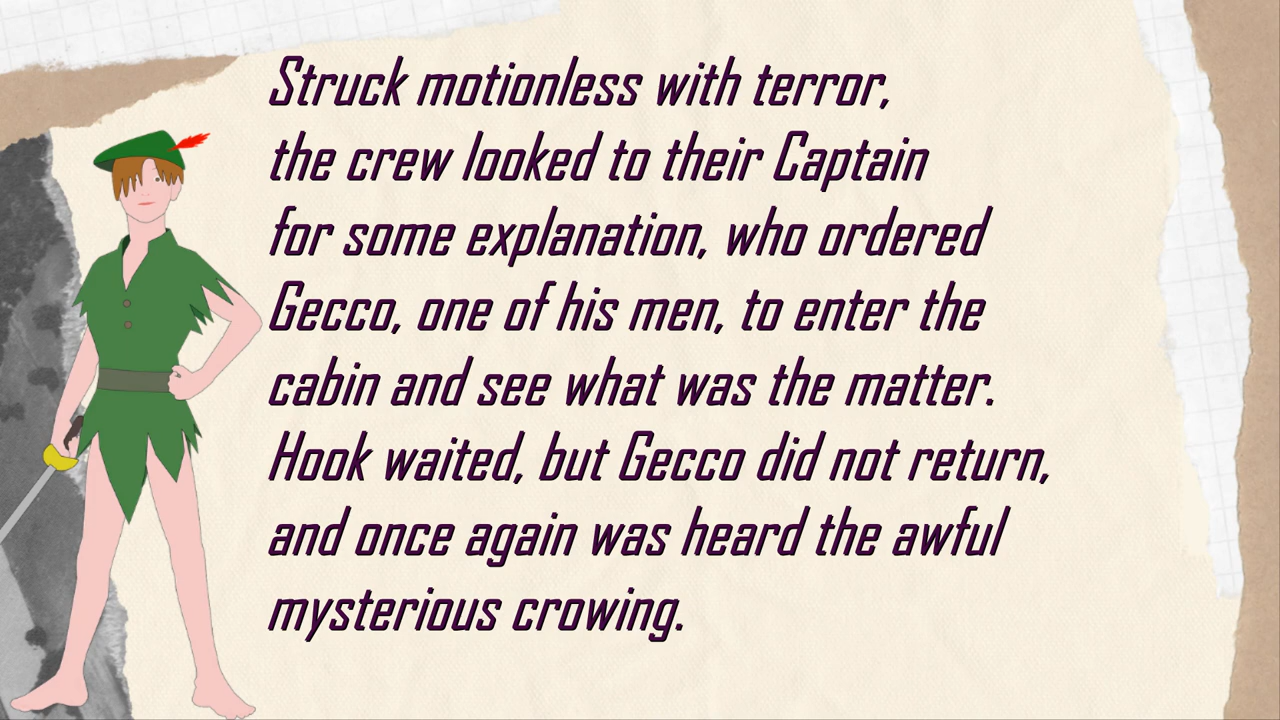 Struck motionless with terror,
the crew looked to their Captain
for some explanation, who ordered
Gecco, one of his men, to enter the
cabin and see what was the matter.
Hook waited, but Gecco did not return,
and once again was heard the awful
mysterious crowing.